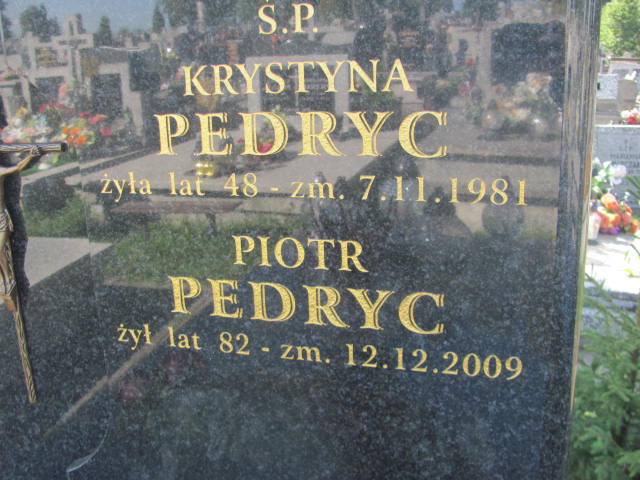 Ś.P.
KRYSTYNA
PEDRYC
żyła lat 48 - zm. 7.11.1981
PIOTR
PEDRYC
żył lat 82 - zm. 12.12.2009